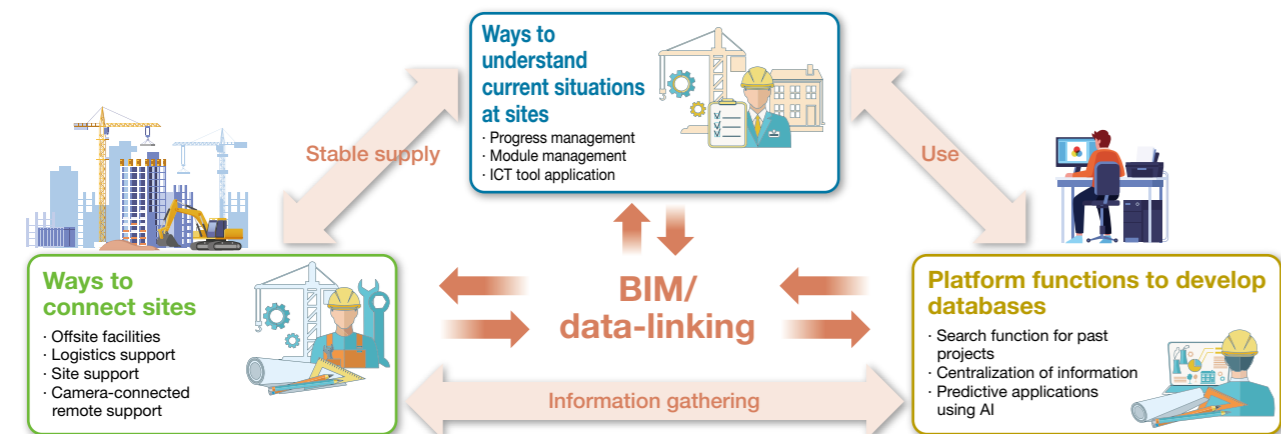 Ways to
understand
current situations
at sites
· Progress management
· Module management
· ICT tool application
Stable supply
Use
Ways to
connect sites
· Offsite facilities
· Logistics support
· Site support
· Camera-connected
remote support
BIM/
data-linking
Platform functions to develop
databases
· Search function for past
projects
· Centralization of information
· Predictive applications
using AI
Information gathering